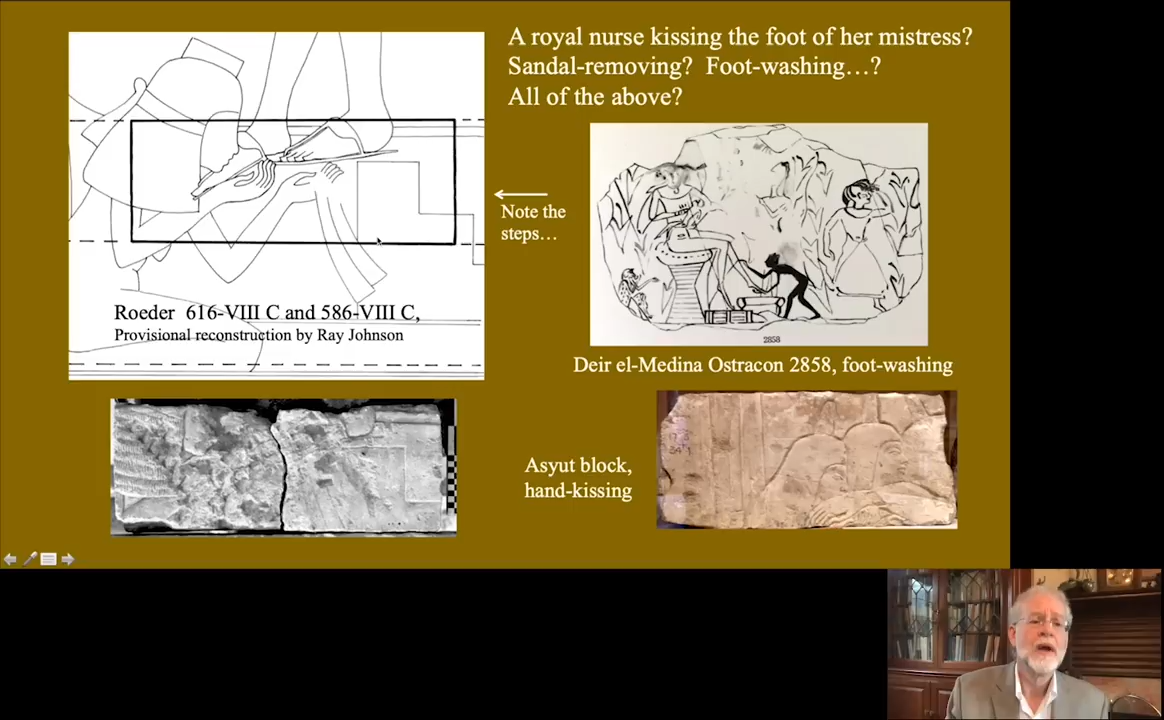 A royal nurse kissing the foot of her mistress?
Sandal-removing?  Foot-washing…?
All of the above?
Note the
steps…
Roeder  616-VIII C and 586-VIII C,
Provisional reconstruction by Ray Johnson
2858
Deir el-Medina Ostracon 2858, foot-washing
Asyut block,
hand-kissing